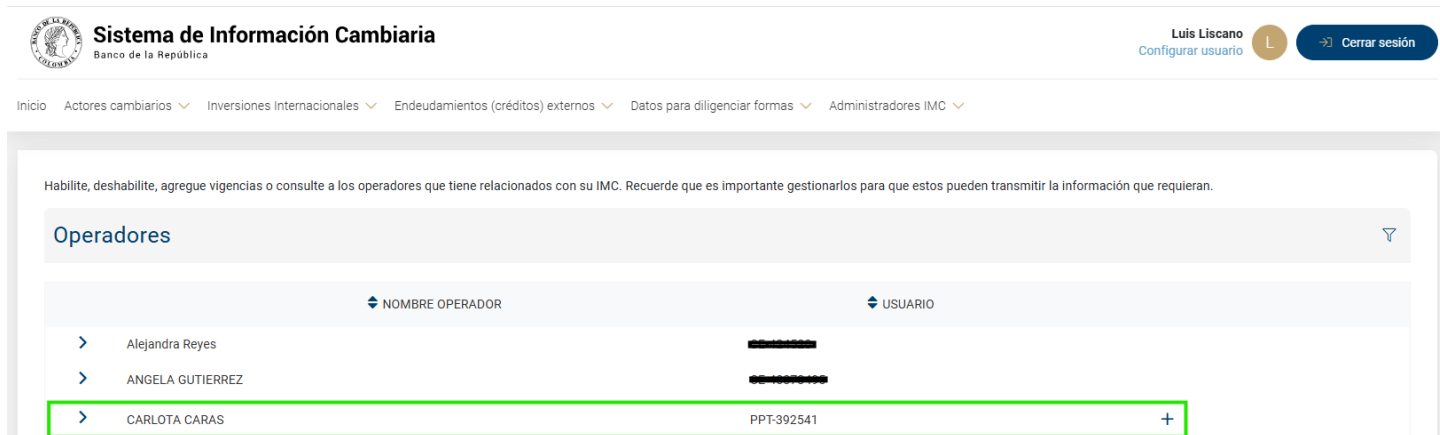 Sistema de Información Cambiaria
Banco de la República
Luis Liscano
Configurar usuario
L
Cerrar sesión
Inicio Actores cambiarios Inversiones Internacionales Endeudamientos (créditos) externos Datos para diligenciar formas Administradores IMC
Habilite, deshabilite, agregue vigencias o consulte a los operadores que tiene relacionados con su IMC. Recuerde que es importante gestionarlos para que estos pueden transmitir la información que requieran.
Operadores
NOMBRE OPERADOR USUARIO
Alejandra Reyes
ANGELA GUTIERREZ
CARLOTA CARAS PPT-392541 +